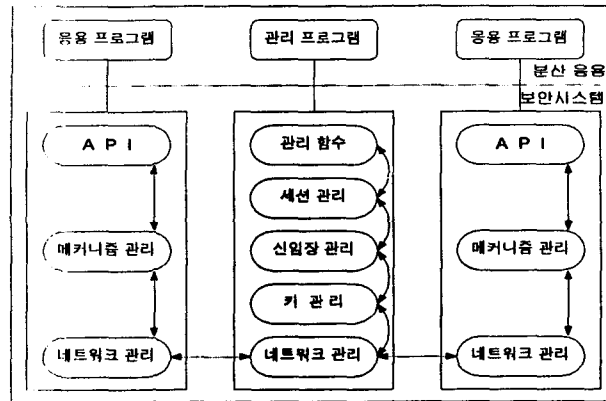 응용 프로그램
관리 프로그램
응용 프로그램
분산 응용
보안시스템
A P I
메커니즘 관리
네트워크 관리
관리 함수
세션 관리
신임장 관리
키 관리
네트워크 관리
A P I
메커니즘 관리
네트워크 관리